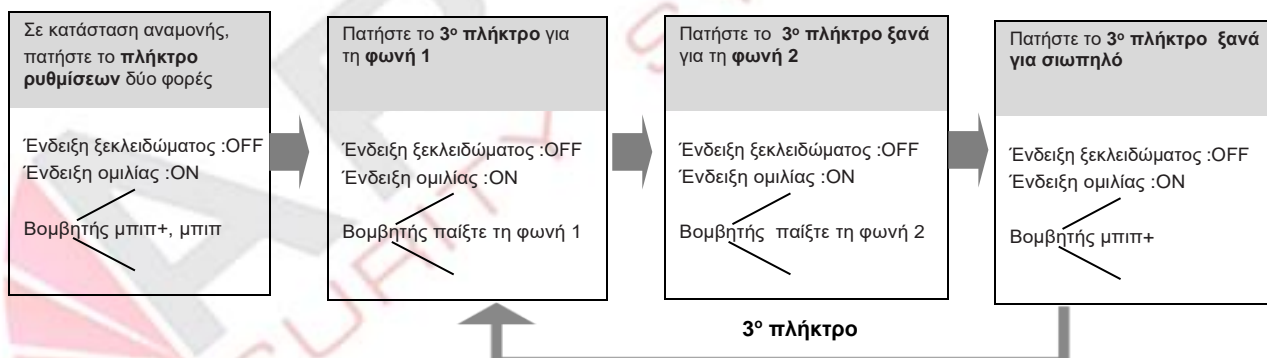 Σε κατάσταση αναμονής,
πατήστε το πλήκτρο
ρυθμίσεων δύο φορές
Ένδειξη ξεκλειδώματος :OFF
Ένδειξη ομιλίας :ON
Βομβητής μπιπ+, μπιπ
Πατήστε το 3ο πλήκτρο για
τη φωνή 1
Ένδειξη ξεκλειδώματος :OFF
Ένδειξη ομιλίας :ON
Βομβητής παίξτε τη φωνή 1
Πατήστε το 3ο πλήκτρο ξανά
για τη φωνή 2
Ένδειξη ξεκλειδώματος :OFF
Ένδειξη ομιλίας :ON
Βομβητής παίξτε τη φωνή 2
Πατήστε το 3ο πλήκτρο ξανά
για σιωπηλό
Ένδειξη ξεκλειδώματος :OFF
Ένδειξη ομιλίας :ON
Βομβητής μπιπ+
3ο πλήκτρο